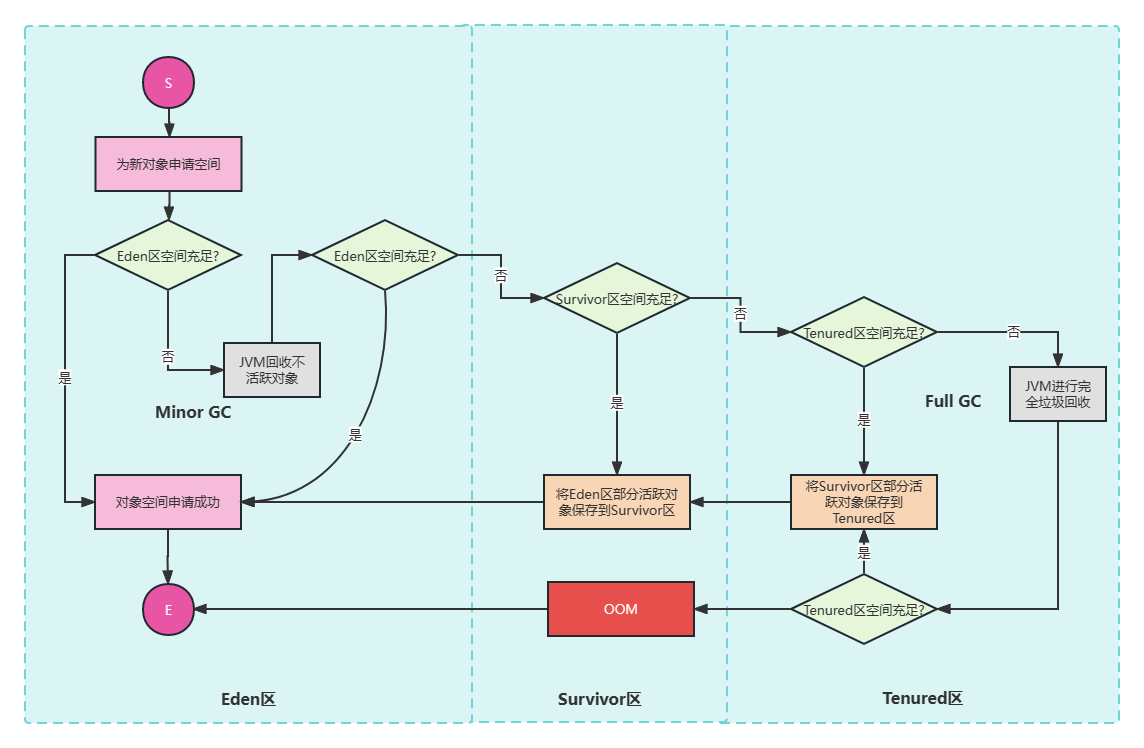 S
为新对象申请空间
Eden区空间充足?
Eden区空间充足?
否
Survivor区空间充足?
否
Tenured区空间充足?
否
否
JVM回收不
活跃对象
是
Minor GC
是
是
是
Full GC
JVM进行完
全垃圾回收
对象空间申请成功
将Eden区部分活跃对
象保存到Survivor区
将Survivor区部分活
跃对象保存到
Tenured区
是
E
OOM
Tenured区空间充足?
Eden区
Survivor区
Tenured区